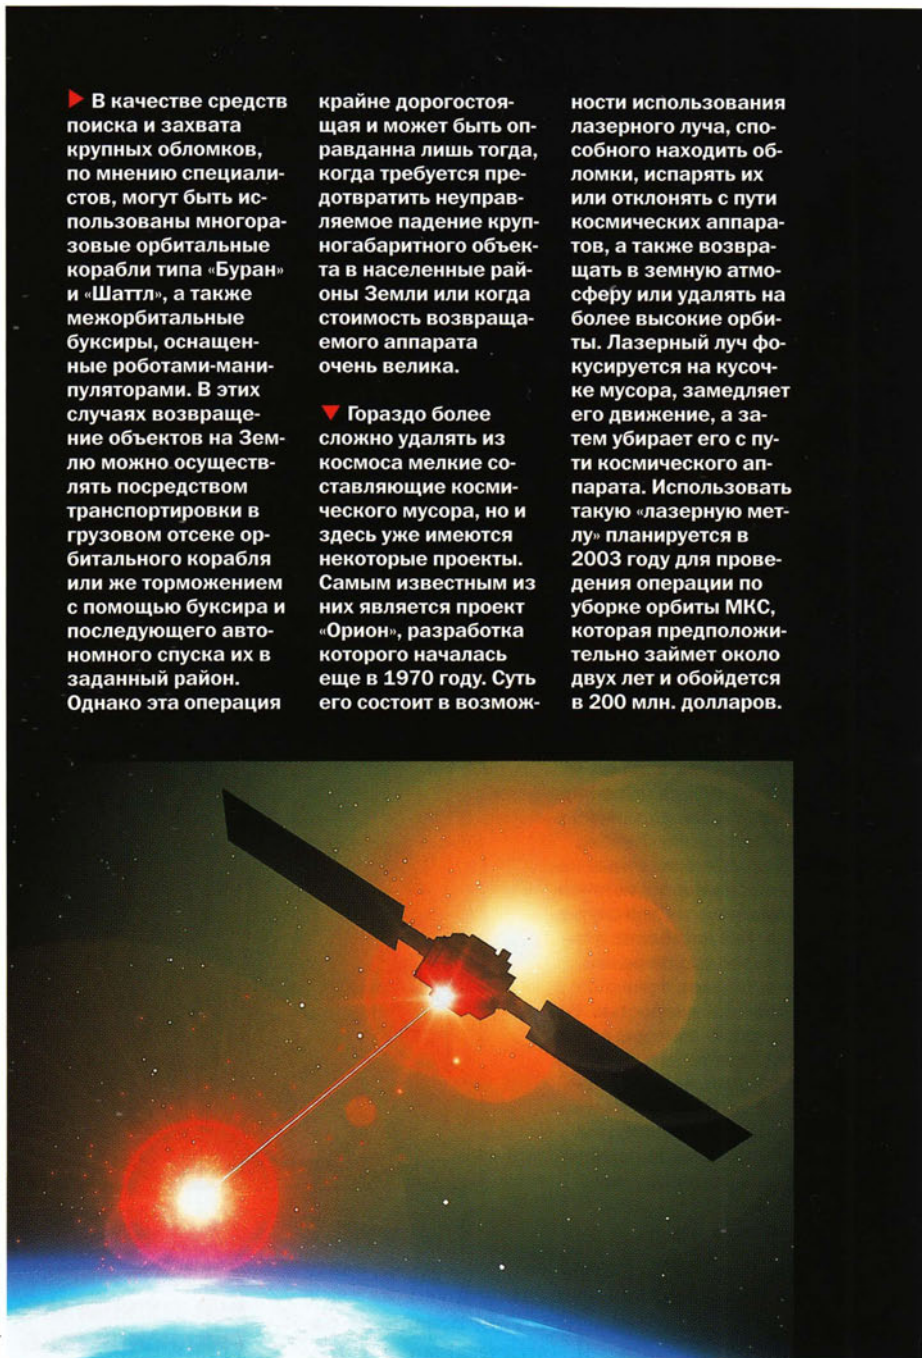 ▶ В качестве средств
поиска и захвата
крупных обломков,
по мнению специали-
стов, могут быть ис-
пользованы многора-
зовые орбитальные
корабли типа «Буран»
и «Шаттл», а также
межорбитальные
буксиры, оснащен-
ные роботами-мани-
пуляторами. В этих
случаях возвраще-
ние объектов на Зем-
лю можно осуществ-
лять посредством
транспортировки в
грузовом отсеке ор-
битального корабля
или же торможением
с помощью буксира и
последующего авто-
номного спуска их в
заданный район.
Однако эта операция
крайне дорогостоя-
щая и может быть оп-
равданна лишь тогда,
когда требуется пре-
дотвратить неуправ-
ляемое падение круп-
ногабаритного объек-
та в населенные рай-
оны Земли или когда
стоимость возвраща-
емого аппарата
очень велика.
▼ Гораздо более
сложно удалять из
космоса мелкие со-
ставляющие косми-
ческого мусора, но и
здесь уже имеются
некоторые проекты.
Самым известным из
них является проект
«Орион», разработка
которого началась
еще в 1970 году. Суть
его состоит в возмож-
ности использования
лазерного луча, спо-
собного находить об-
ломки, испарять их
или отклонять с пути
космических аппара-
тов, а также возвра-
щать в земную атмо-
сферу или удалять на
более высокие орби-
ты. Лазерный луч фо-
кусируется на кусоч-
ке мусора, замедляет
его движение, а за-
тем убирает его с пу-
ти космического ап-
парата. Использовать
такую «лазерную мет-
лу» планируется в
2003 году для прове-
дения операции по
уборке орбиты МКС,
которая предположи-
тельно займет около
двух лет и обойдется
в 200 млн. долларов.